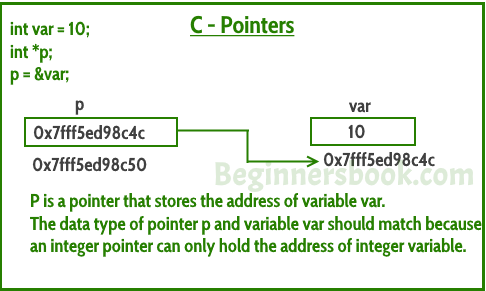 C - Pointers
int var = 10;
int *p;
p = &var;
p
var
0x7fff5ed98c4c
10
0x7fff5ed98c50
0x7fff5ed98c4c
Beginnersbook.com
P is a pointer that stores the address of variable var.
The data type of pointer p and variable var should match because
an integer pointer can only hold the address of integer variable.